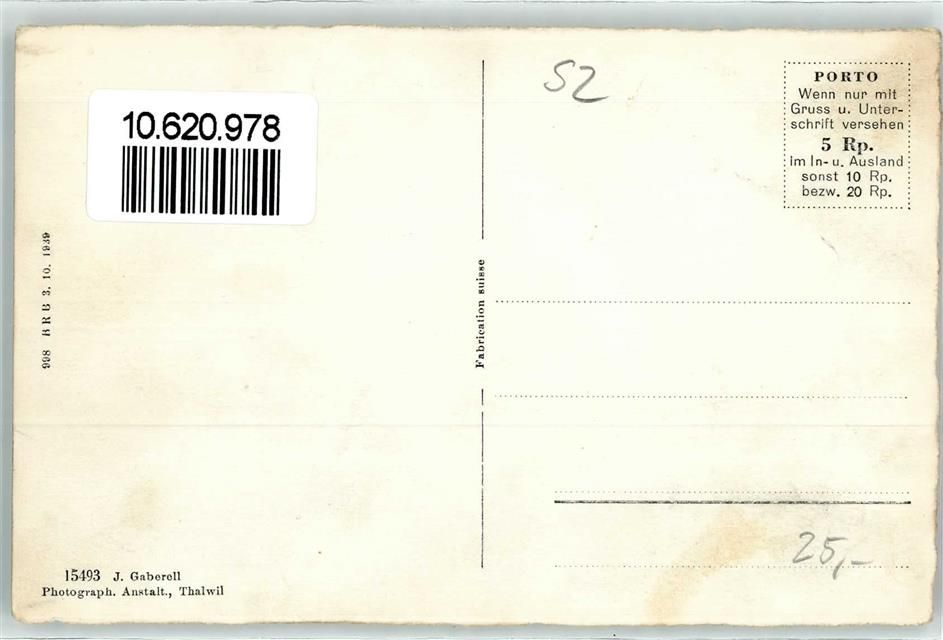 10.620.978
998 BRB 3. 10. 1939
15493 J. Gaberell
Photograph. Anstalt., Thalwil
Fabrication suisse
SZ
PORTO
Wenn nur mit
Gruss u. Unter-
schrift versehen
5 Rp.
im In- u. Ausland
sonst 10 Rp.
bezw. 20 Rp.
25,-